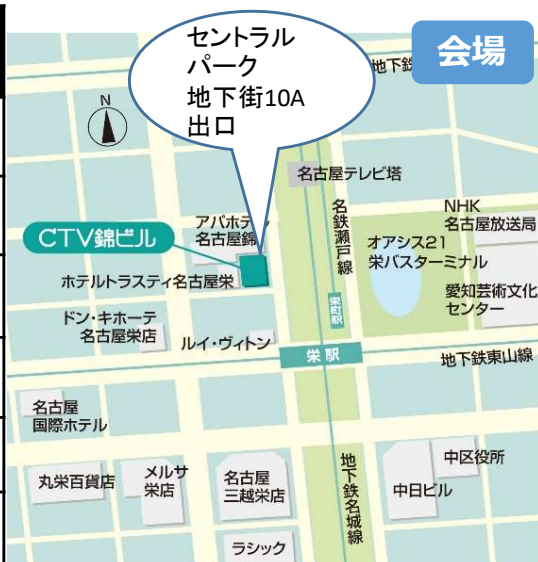 セントラル
パーク
地下街10A
出口
会場
地下鉄
N
名古屋テレビ塔
アパホテル
名古屋錦
CTV錦ビル
ホテルトラスティ名古屋栄
名鉄瀬戸線
NHK
名古屋放送局
オアシス21
栄バスターミナル
愛知芸術文化
センター
栄町駅
ドン・キホーテ
名古屋栄店
ルイ・ヴィトン
栄駅
地下鉄東山線
名古屋
国際ホテル
丸栄百貨店
メルサ
栄店
名古屋
三越栄店
地下鉄名城線
中日ビル
中区役所
ラシック